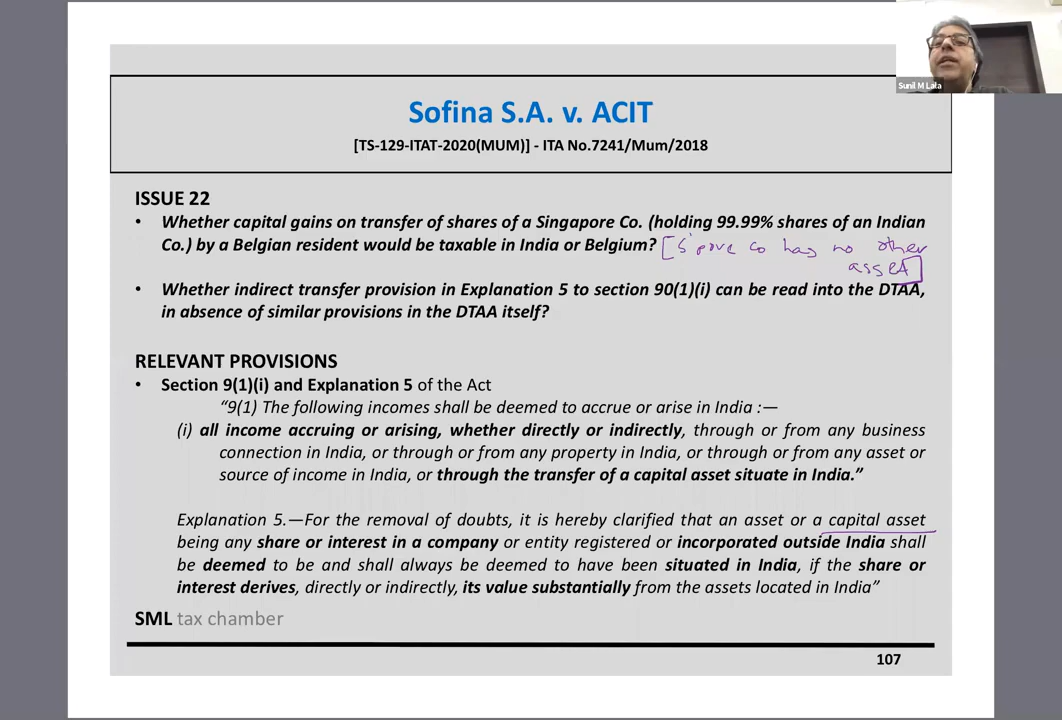 Sunil M Lala
Sofina S.A. v. ACIT
[TS-129-ITAT-2020(MUM)] - ITA No.7241/Mum/2018
ISSUE 22
• Whether capital gains on transfer of shares of a Singapore Co. (holding 99.99% shares of an Indian
Co.) by a Belgian resident would be taxable in India or Belgium? [S'pore Co has no other
asset]
• Whether indirect transfer provision in Explanation 5 to section 90(1)(i) can be read into the DTAA,
in absence of similar provisions in the DTAA itself?
RELEVANT PROVISIONS
• Section 9(1)(i) and Explanation 5 of the Act
“9(1) The following incomes shall be deemed to accrue or arise in India :—
(i) all income accruing or arising, whether directly or indirectly, through or from any business
connection in India, or through or from any property in India, or through or from any asset or
source of income in India, or through the transfer of a capital asset situate in India.”
Explanation 5.—For the removal of doubts, it is hereby clarified that an asset or a capital asset
being any share or interest in a company or entity registered or incorporated outside India shall
be deemed to be and shall always be deemed to have been situated in India, if the share or
interest derives, directly or indirectly, its value substantially from the assets located in India”
SML tax chamber
107